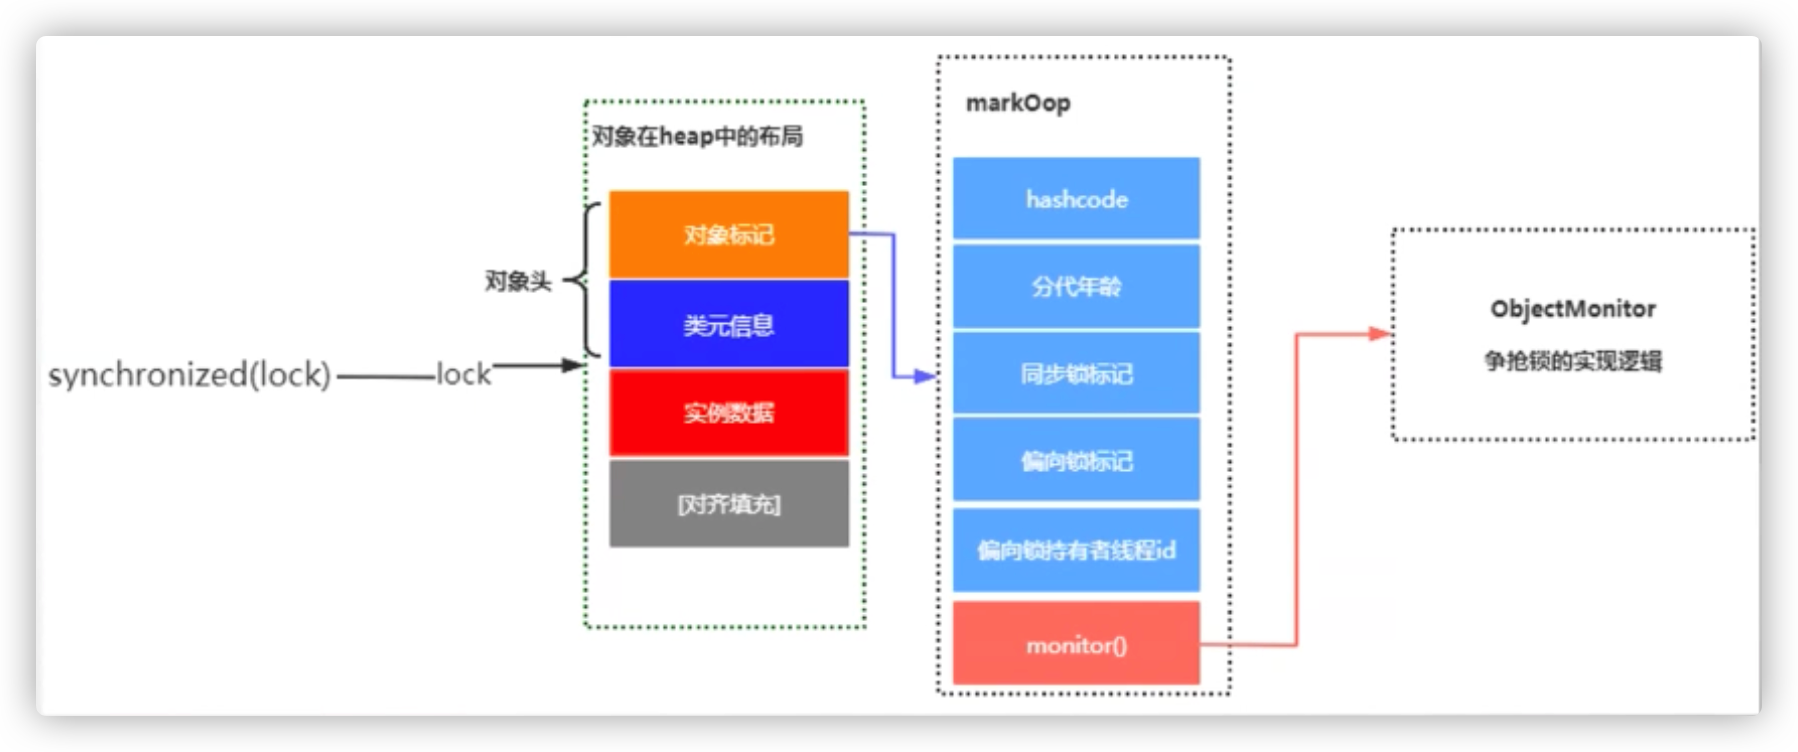 synchronized(lock)
lock
对象头
对象在heap中的布局
对象标记
类元信息
实例数据
[对齐填充]
markOop
hashcode
分代年龄
同步锁标记
偏向锁标记
偏向锁持有者线程id
monitor()
ObjectMonitor
争抢锁的实现逻辑